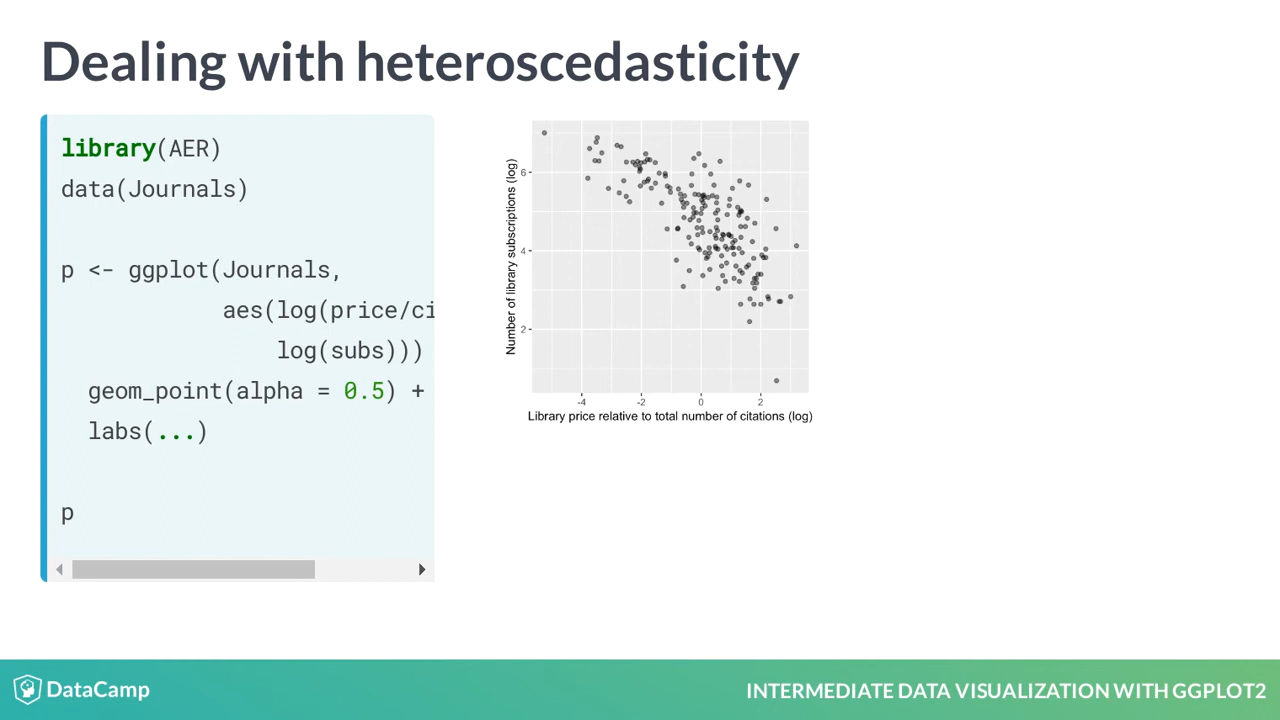 Dealing with heteroscedasticity
library(AER)
data(Journals)
p <- ggplot(Journals,
aes(log(price/ci
log(subs)))
geom_point(alpha = 0.5) +
labs(...)
p
Number of library subscriptions (log)
6
4
2
-4
-2
0
2
Library price relative to total number of citations (log)
DataCamp
INTERMEDIATE DATA VISUALIZATION WITH GGPLOT2